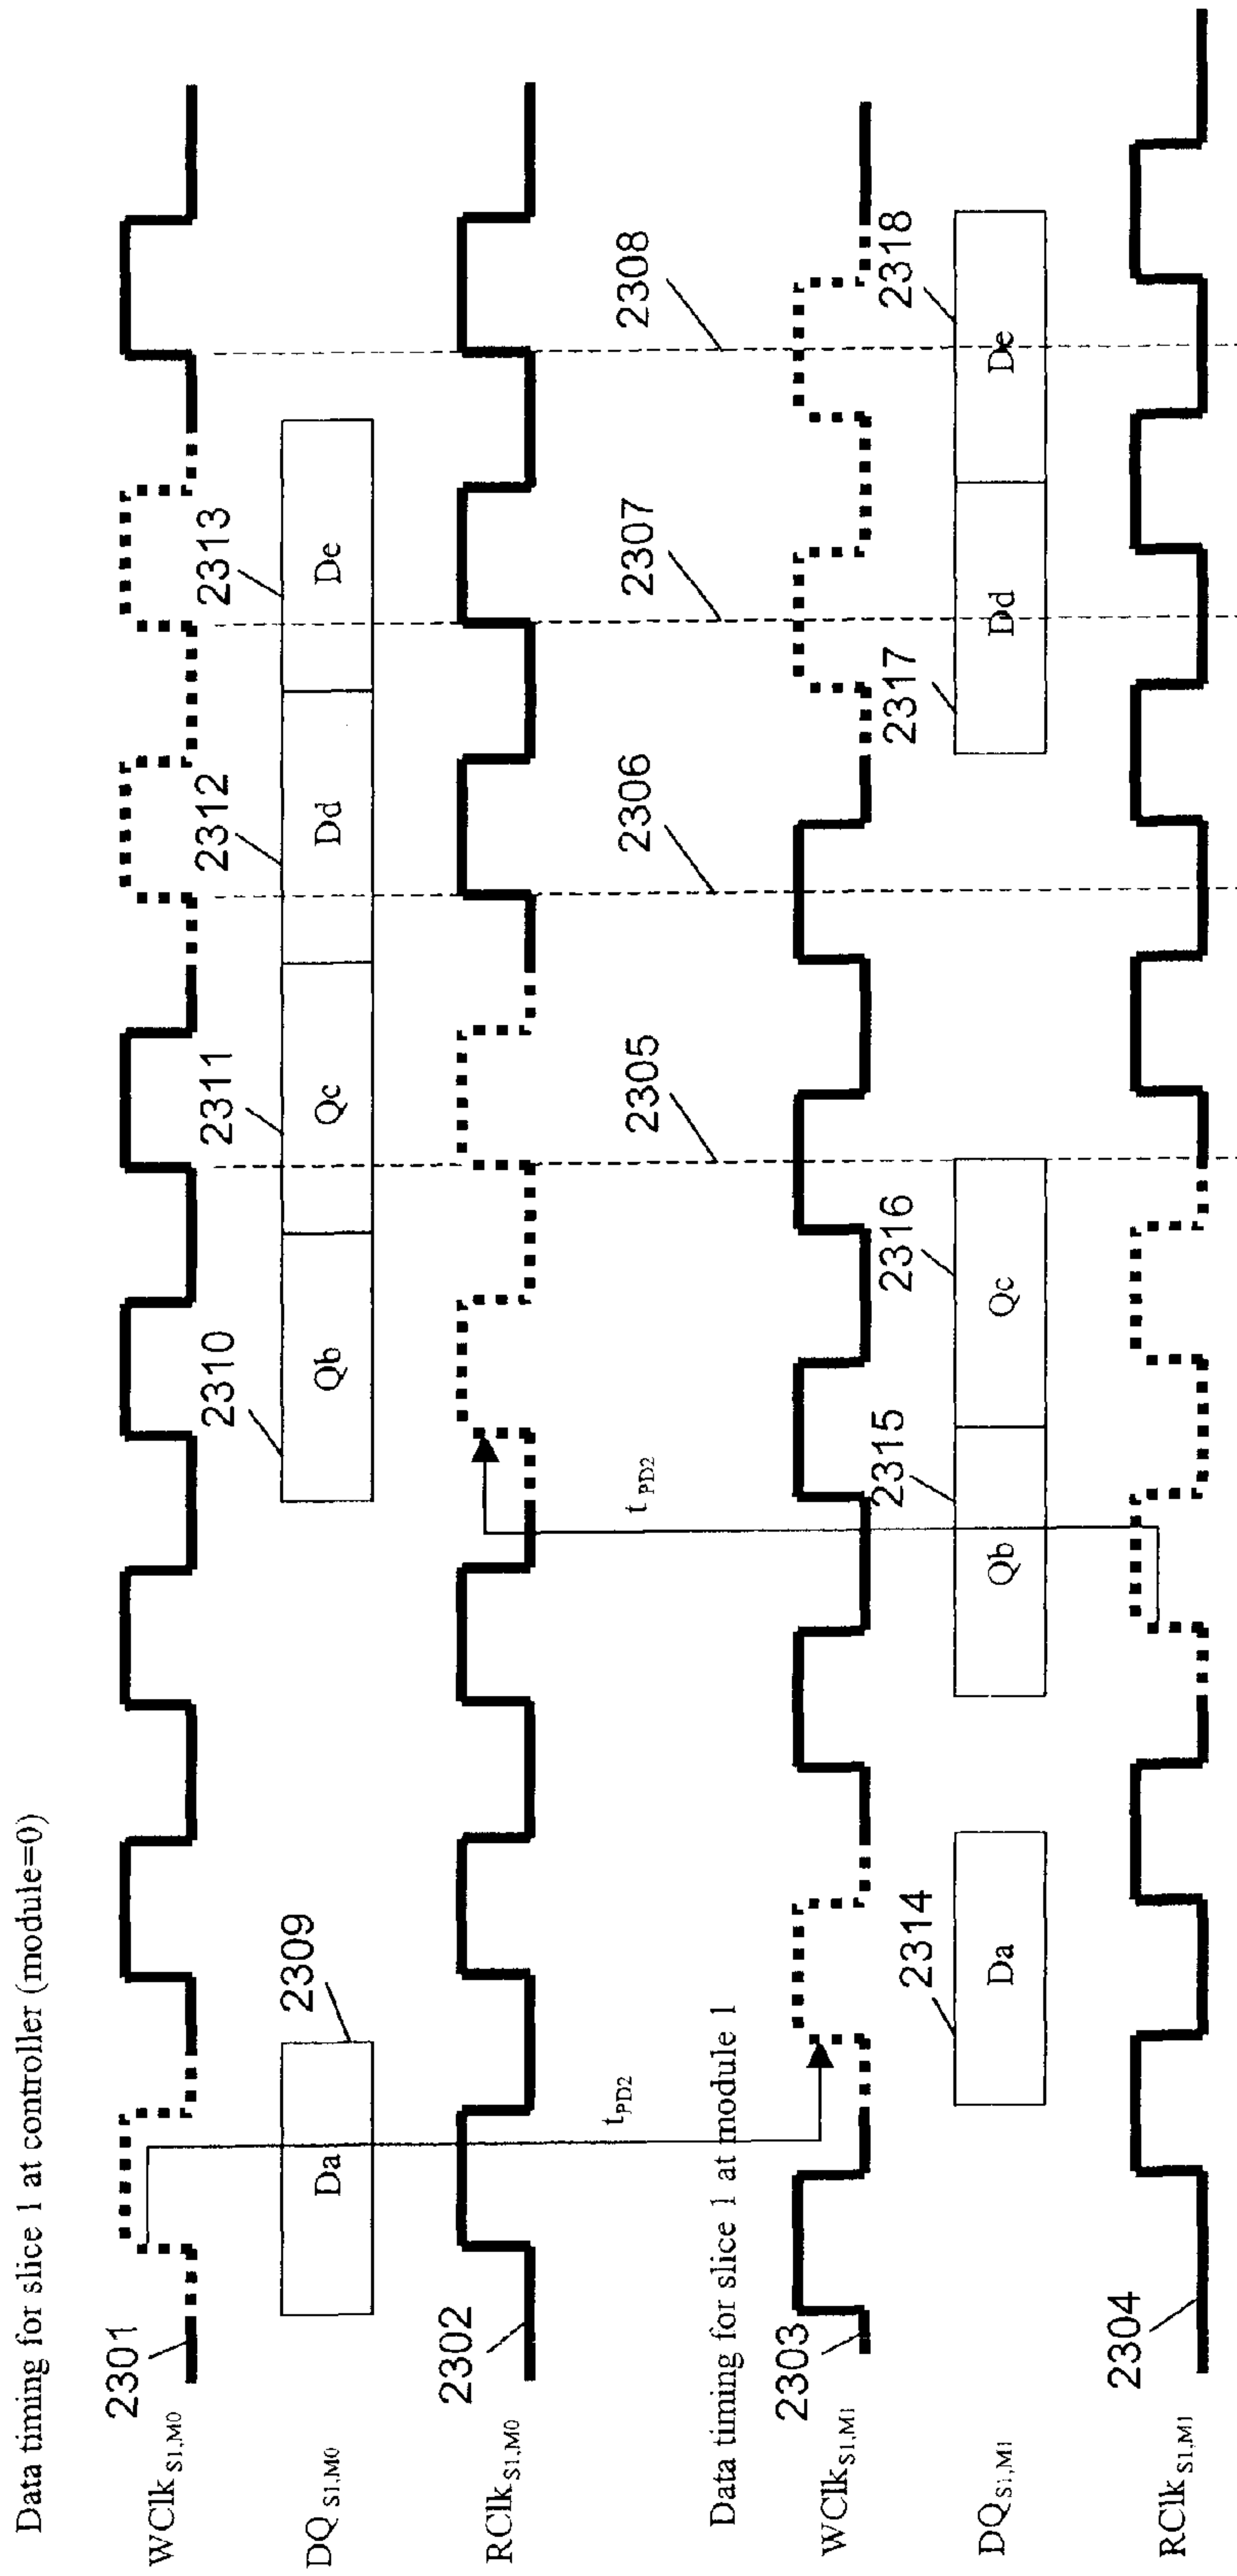 Data timing for slice 1 at controller (module=0)
WClk S1,M0
2301
DQ S1,M0
Da
2309
Qb
2310
Qc
2311
Dd
2312
De
2313
RClk S1,M0
2302
tPD2
tPD2
2305
2306
2307
2308
Data timing for slice 1 at module 1
WClk S1,M1
2303
DQ S1,M1
Da
2314
Qb
2315
Qc
2316
Dd
2317
De
2318
RClk S1,M1
2304